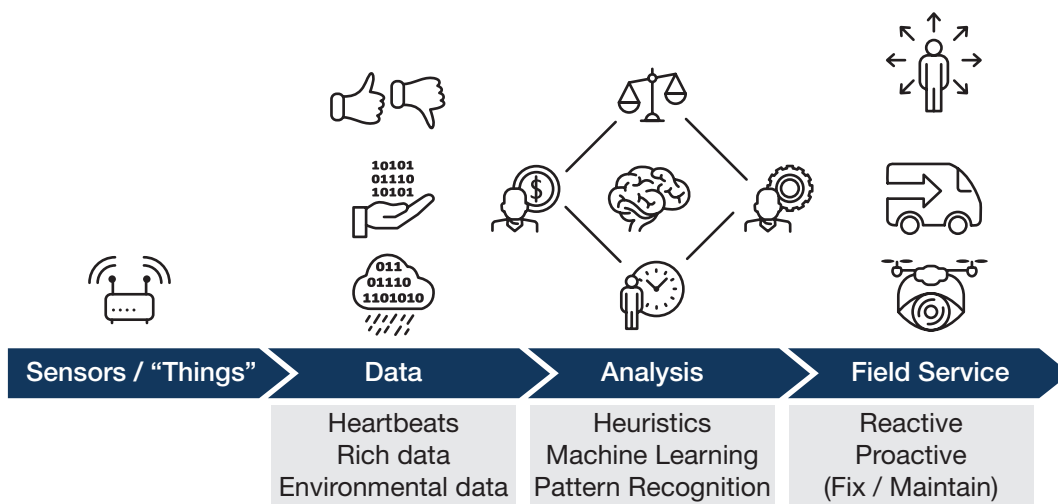 10101
01110
10101
$
011
01110
1101010
Sensors / “Things”
Data
Analysis
Field Service
Heartbeats
Rich data
Environmental data
Heuristics
Machine Learning
Pattern Recognition
Reactive
Proactive
(Fix / Maintain)